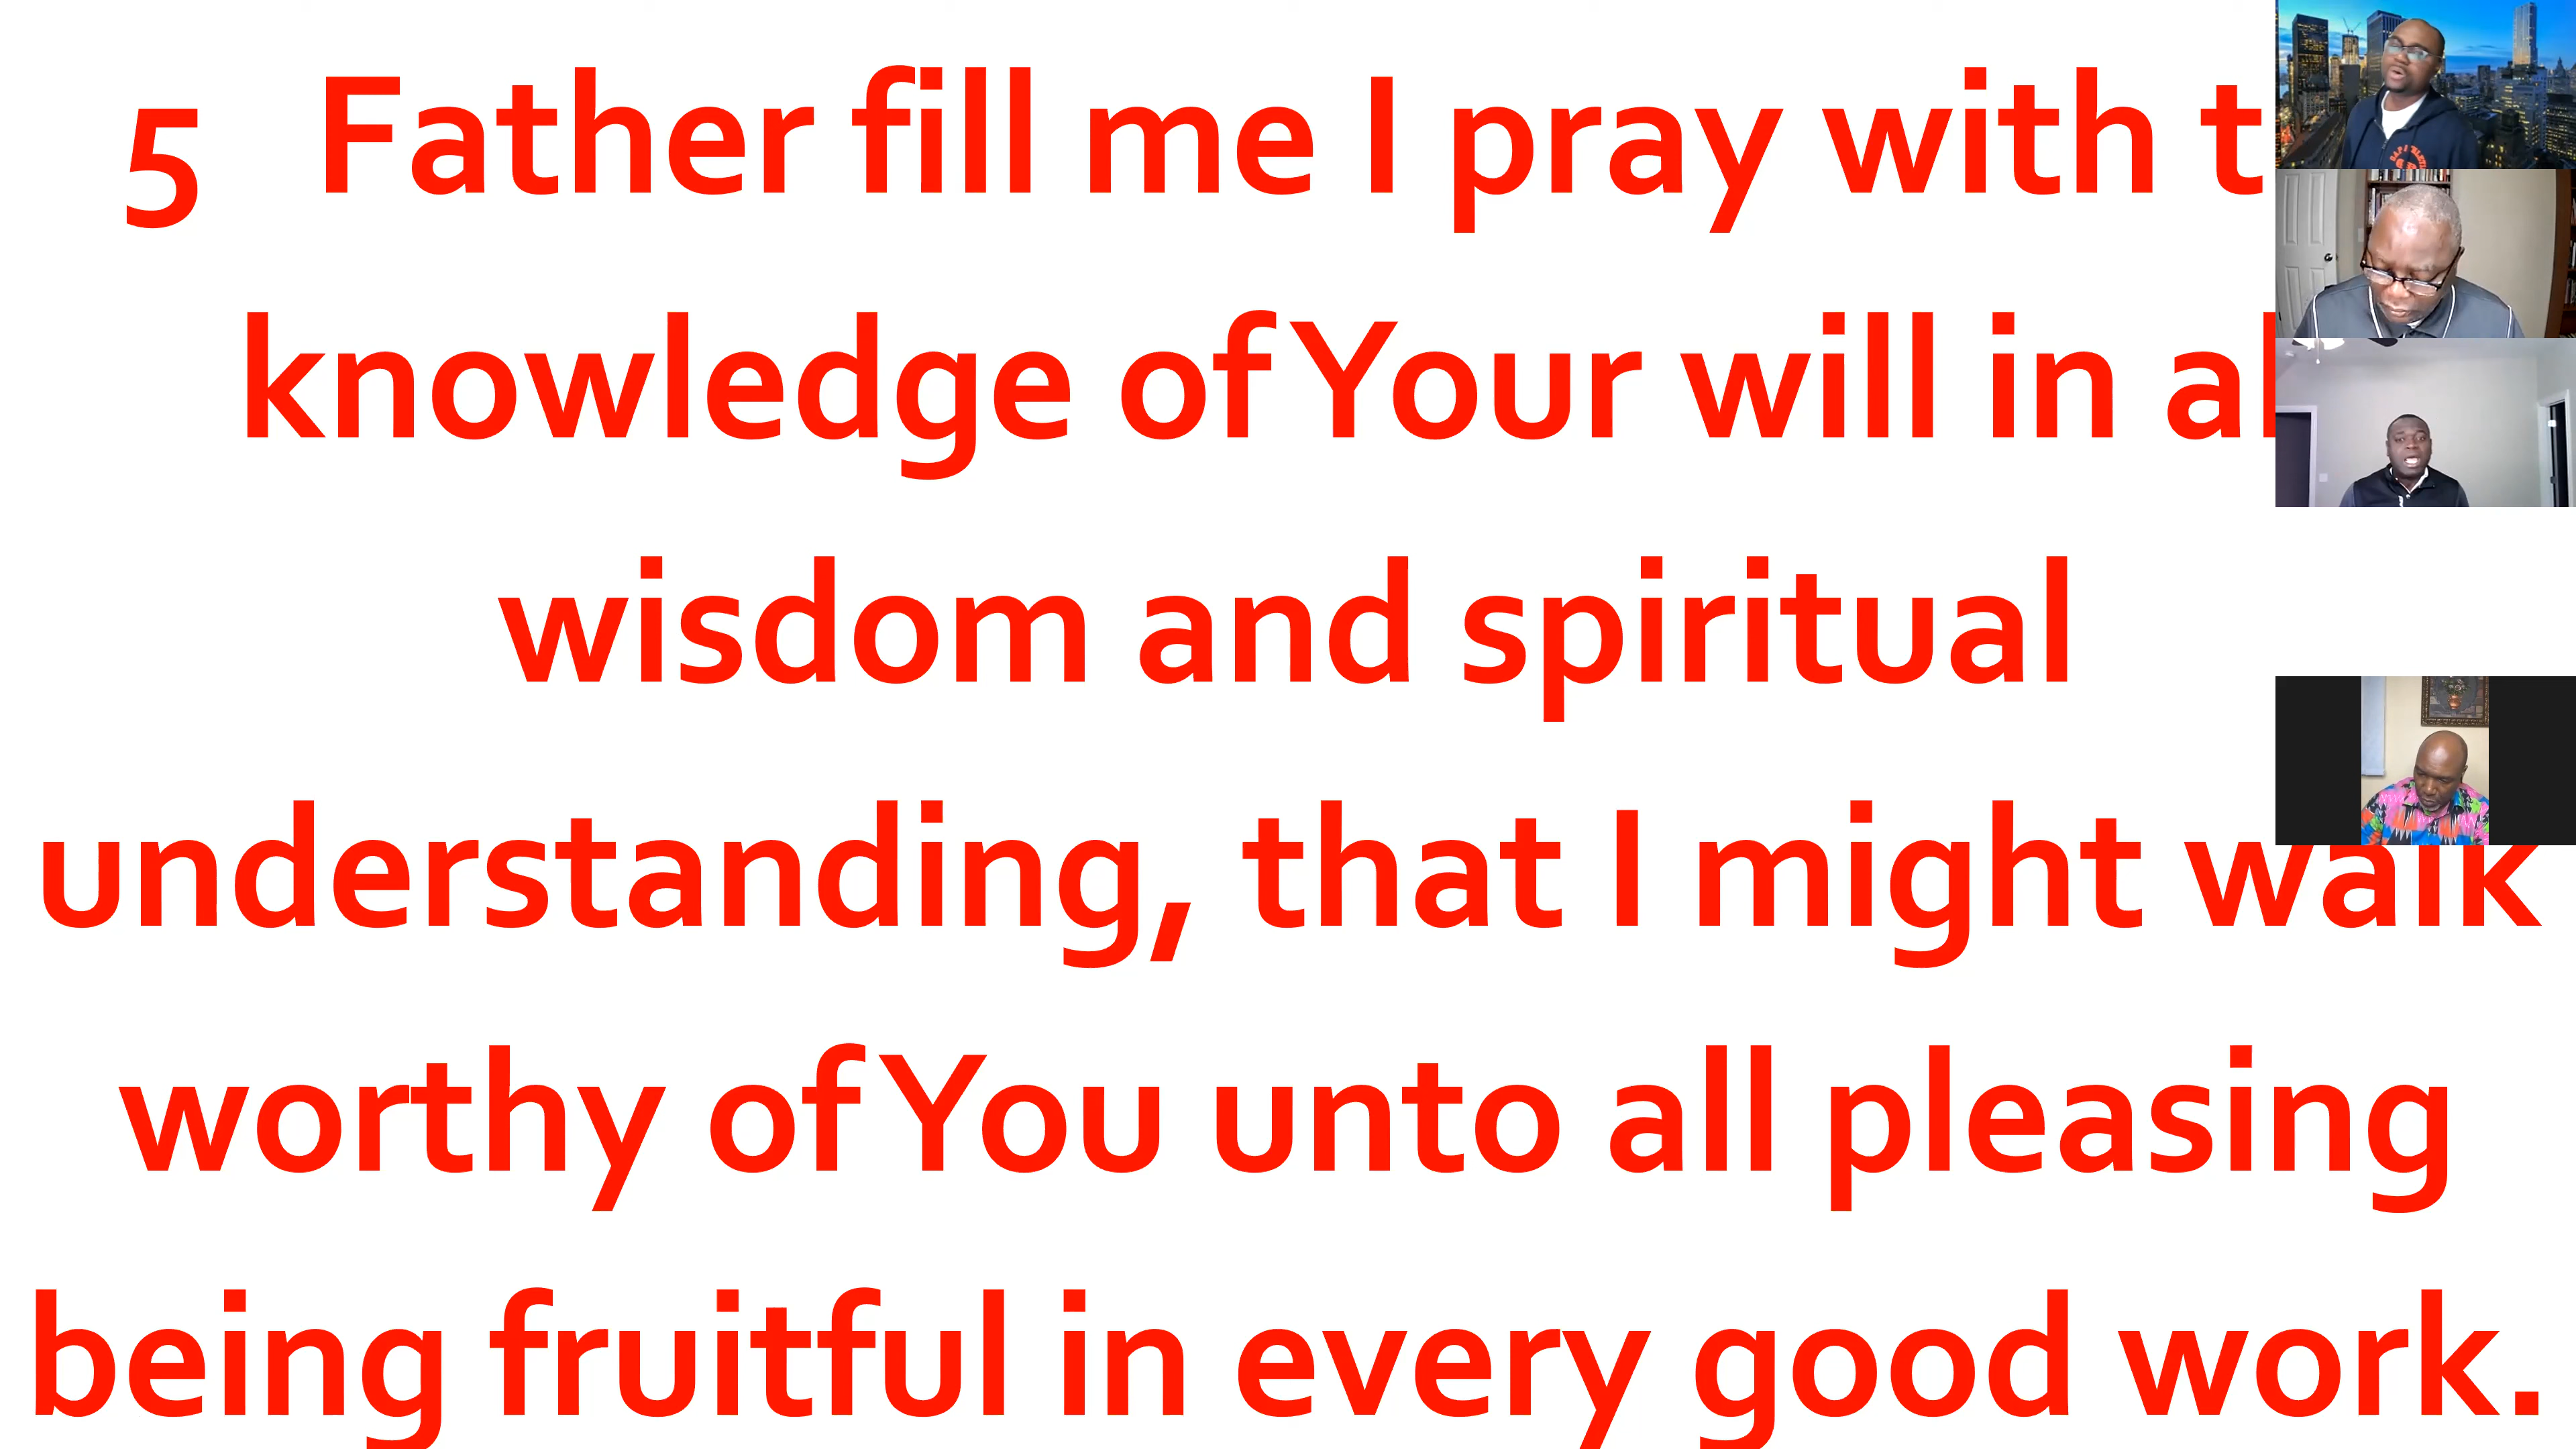 5 Father fill me I pray with t
knowledge of Your will in al
wisdom and spiritual
understanding, that I might walk
worthy of You unto all pleasing
being fruitful in every good work.